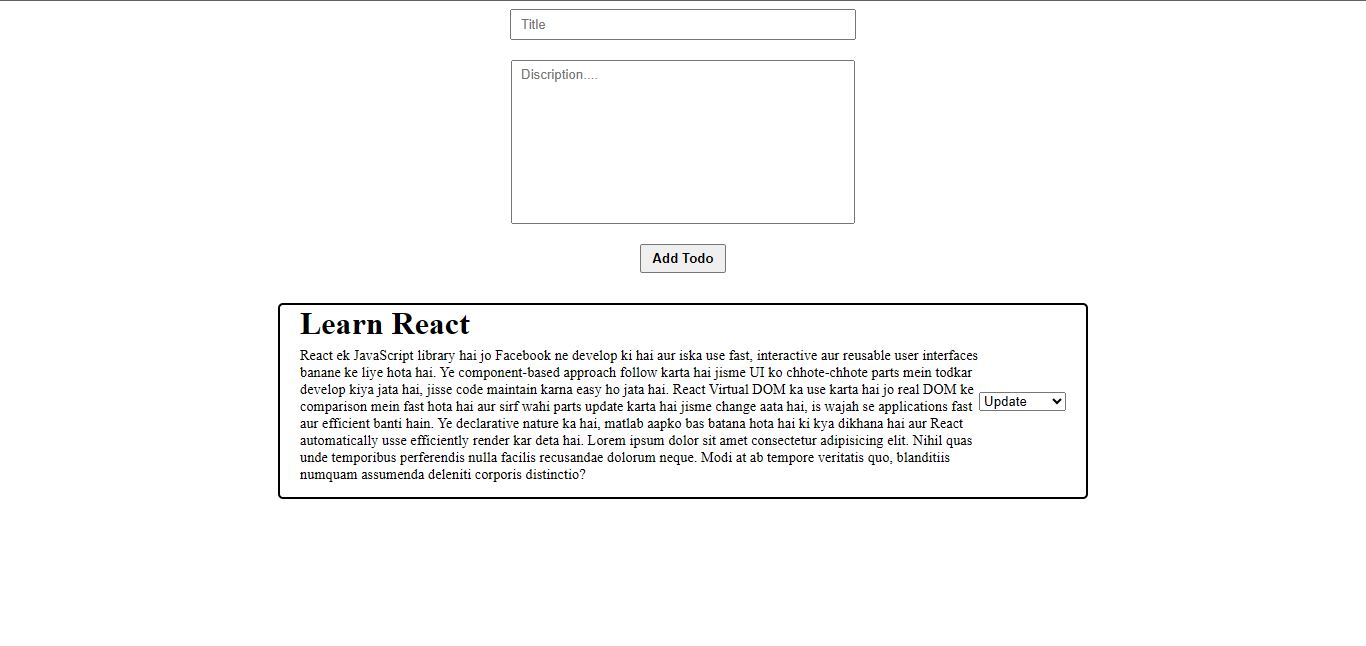 Title
Discription....
Add Todo
Learn React
React ek JavaScript library hai jo Facebook ne develop ki hai aur iska use fast, interactive aur reusable user interfaces
banane ke liye hota hai. Ye component-based approach follow karta hai jisme UI ko chhote-chhote parts mein todkar
develop kiya jata hai, jisse code maintain karna easy ho jata hai. React Virtual DOM ka use karta hai jo real DOM ke
comparison mein fast hota hai aur sirf wahi parts update karta hai jisme change aata hai, is wajah se applications fast
Update
aur efficient banti hain. Ye declarative nature ka hai, matlab aapko bas batana hota hai ki kya dikhana hai aur React
automatically usse efficiently render kar deta hai. Lorem ipsum dolor sit amet consectetur adipisicing elit. Nihil quas
unde temporibus perferendis nulla facilis recusandae dolorum neque. Modi at ab tempore veritatis quo, blanditiis
numquam assumenda deleniti corporis distinctio?